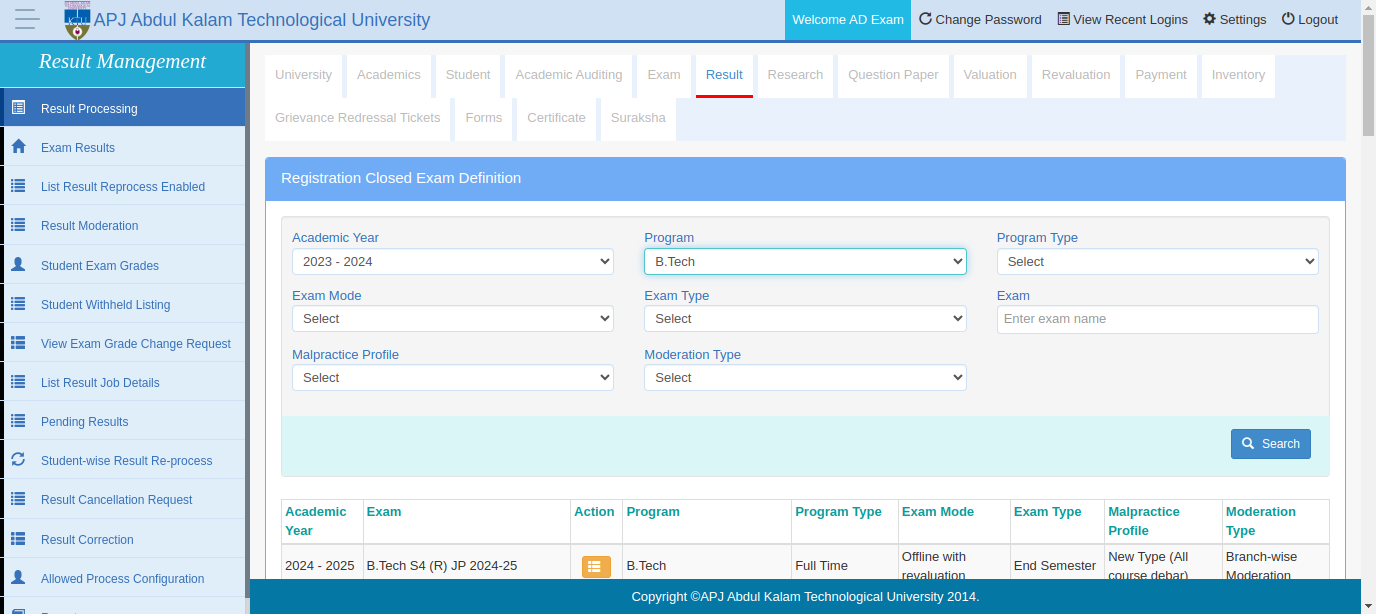 APJ Abdul Kalam Technological University
Welcome AD Exam Change Password View Recent Logins Settings Logout
Result Management
Result Processing
Exam Results
List Result Reprocess Enabled
Result Moderation
Student Exam Grades
Student Withheld Listing
View Exam Grade Change Request
List Result Job Details
Pending Results
Student-wise Result Re-process
Result Cancellation Request
Result Correction
Allowed Process Configuration
University Academics Student Academic Auditing Exam Result Research Question Paper Valuation Revaluation Payment Inventory
Grievance Redressal Tickets Forms Certificate Suraksha
Registration Closed Exam Definition
Academic Year Program Program Type
2023 - 2024 B.Tech Select
Exam Mode Exam Type Exam
Select Select Enter exam name
Malpractice Profile Moderation Type
Select Select
Search
Academic Year Exam Action Program Program Type Exam Mode Exam Type Malpractice Profile Moderation Type
2024 - 2025 B.Tech S4 (R) JP 2024-25 B.Tech Full Time Offline with revaluation End Semester New Type (All course debar) Branch-wise Moderation
Copyright ©APJ Abdul Kalam Technological University 2014.